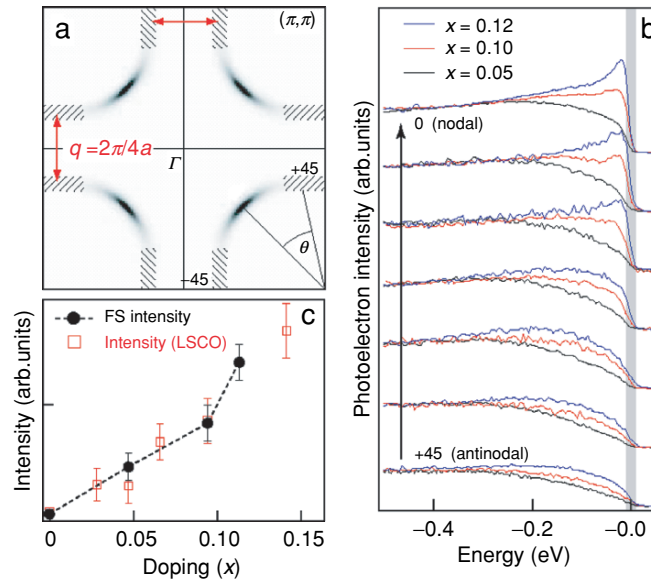 a
(π,π)
q =2π/4a
Γ
+45
θ
−45
b
x = 0.12
x = 0.10
x = 0.05
0 (nodal)
+45 (antinodal)
Photoelectron intensity (arb.units)
−0.4
−0.2
−0.0
Energy (eV)
c
FS intensity
Intensity (LSCO)
Intensity (arb.units)
0
0.05
0.10
0.15
Doping (x)